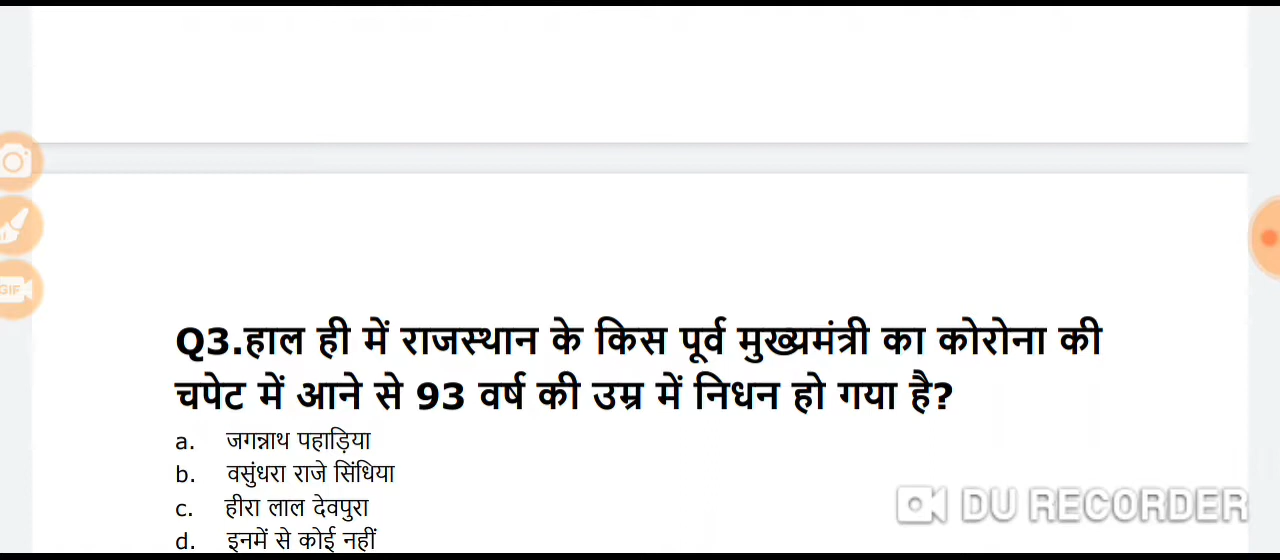 GIF
Q3.हाल ही में राजस्थान के किस पूर्व मुख्यमंत्री का कोरोना की
चपेट में आने से 93 वर्ष की उम्र में निधन हो गया है?
a. जगन्नाथ पहाड़िया
b. वसुंधरा राजे सिंधिया
c. हीरा लाल देवपुरा
d. इनमें से कोई नहीं
DU RECORDER